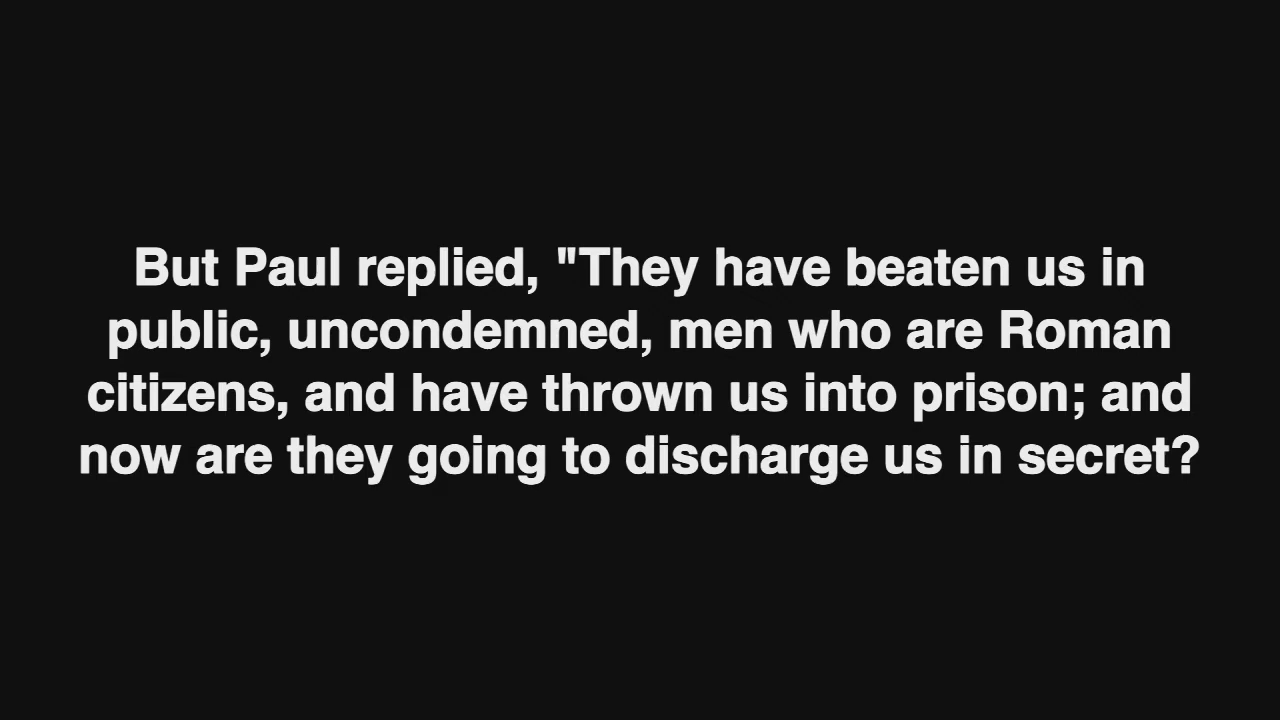 But Paul replied, "They have beaten us in
public, uncondemned, men who are Roman
citizens, and have thrown us into prison; and
now are they going to discharge us in secret?